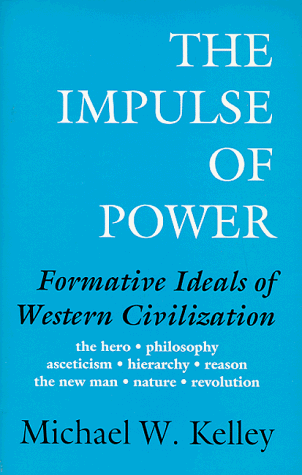 THE
IMPULSE
OF
POWER
Formative Ideals of
Western Civilization
the hero • philosophy
asceticism • hierarchy • reason
the new man • nature • revolution
Michael W. Kelley